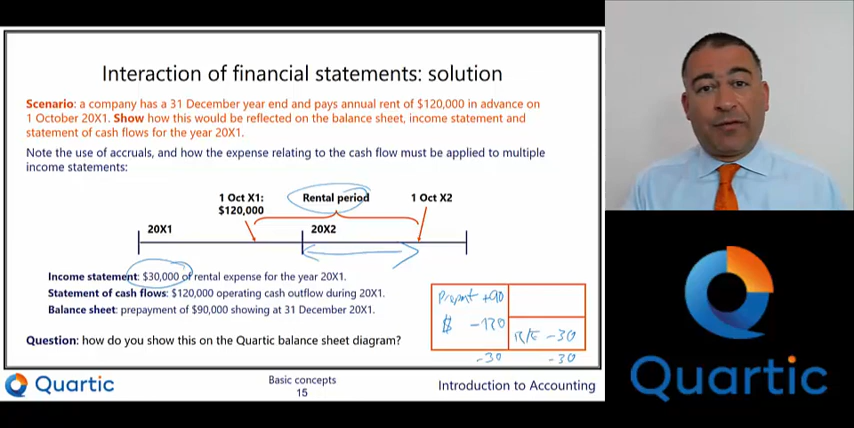 Interaction of financial statements: solution
Scenario: a company has a 31 December year end and pays annual rent of $120,000 in advance on
1 October 20X1. Show how this would be reflected on the balance sheet, income statement and
statement of cash flows for the year 20X1.
Note the use of accruals, and how the expense relating to the cash flow must be applied to multiple
income statements:
1 Oct X1:
$120,000
Rental period
1 Oct X2
20X1
20X2
Income statement: $30,000 of rental expense for the year 20X1.
Statement of cash flows: $120,000 operating cash outflow during 20X1.
Balance sheet: prepayment of $90,000 showing at 31 December 20X1.
Prepmt +90
$ -120
R/E -30
-30
-30
Question: how do you show this on the Quartic balance sheet diagram?
Quartic
Basic concepts
15
Introduction to Accounting
Quartic